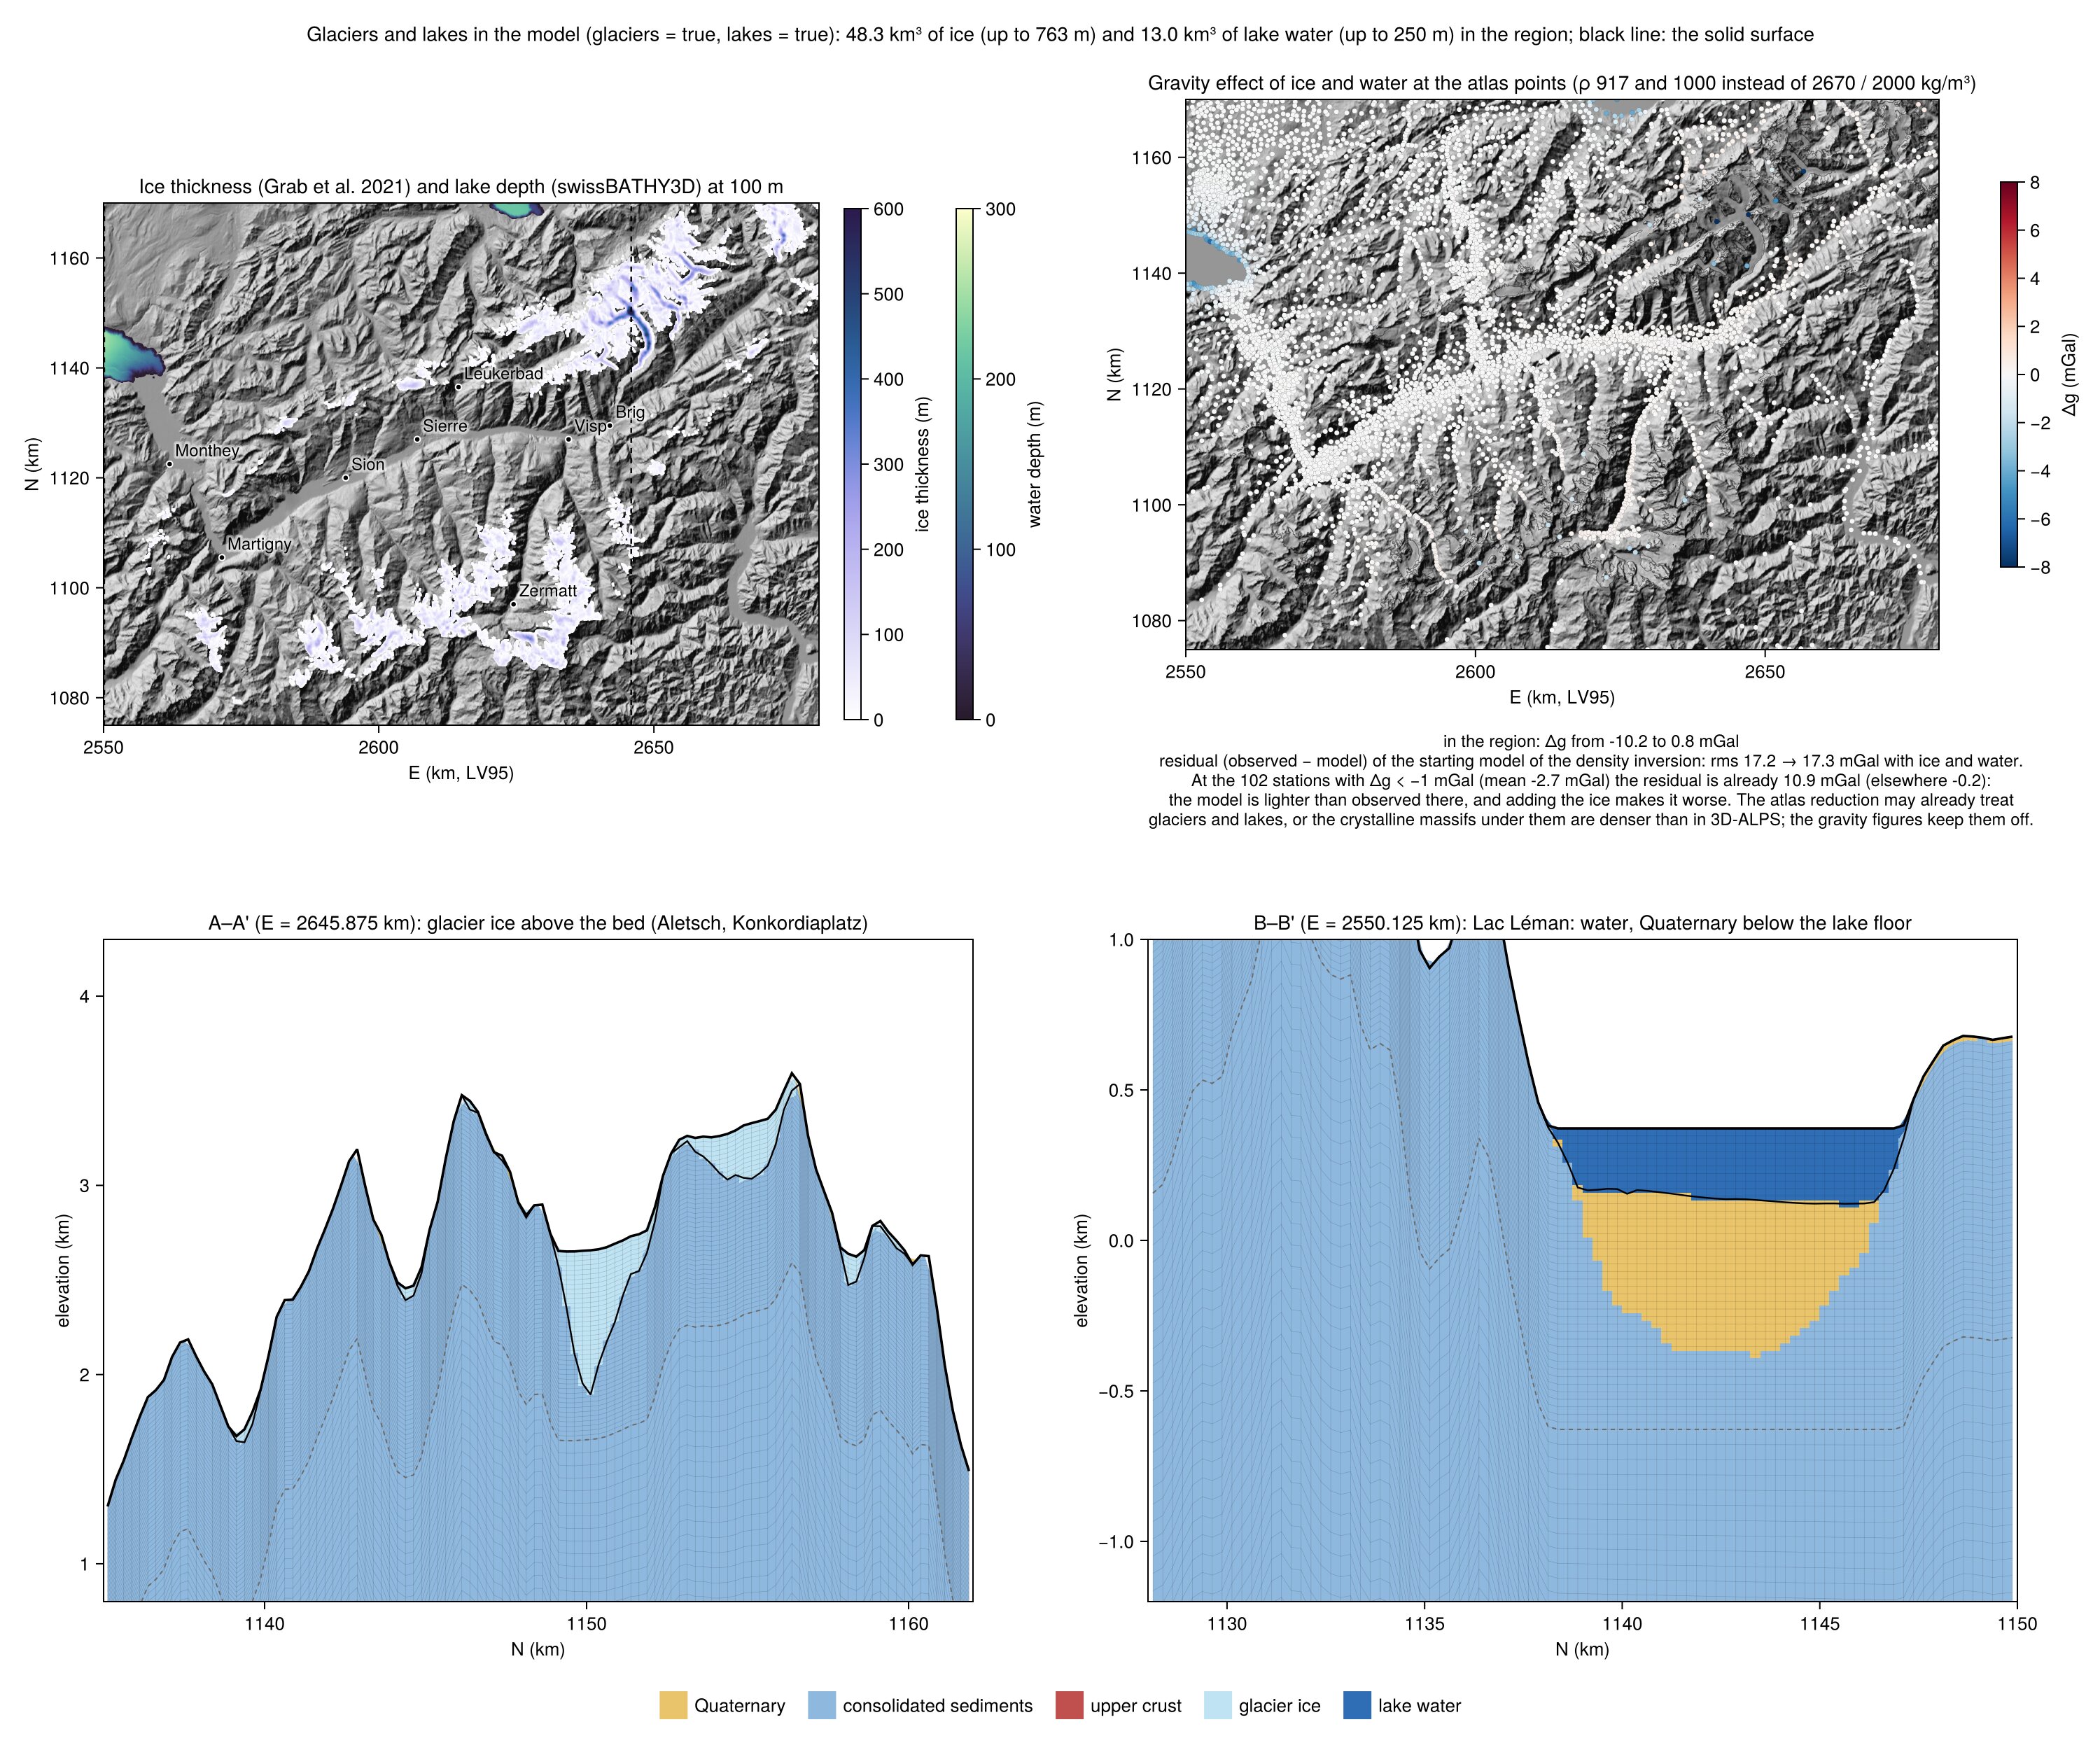 Glaciers and lakes in the model (glaciers = true, lakes = true): 48.3 km³ of ice (up to 763 m) and 13.0 km³ of lake water (up to 250 m) in the region; black line: the solid surface
Ice thickness (Grab et al. 2021) and lake depth (swissBATHY3D) at 100 m
N (km)
1160
1140
1120
1100
1080
Leukerbad
Brig
Sierre
Visp
Monthey
Sion
Martigny
Zermatt
2550
2600
2650
E (km, LV95)
600
500
400
300
200
100
0
ice thickness (m)
300
200
100
0
water depth (m)
Gravity effect of ice and water at the atlas points (ρ 917 and 1000 instead of 2670 / 2000 kg/m³)
N (km)
1160
1140
1120
1100
1080
2550
2600
2650
E (km, LV95)
8
6
4
2
0
−2
−4
−6
−8
Δg (mGal)
in the region: Δg from -10.2 to 0.8 mGal
residual (observed − model) of the starting model of the density inversion: rms 17.2 → 17.3 mGal with ice and water.
At the 102 stations with Δg < −1 mGal (mean -2.7 mGal) the residual is already 10.9 mGal (elsewhere -0.2):
the model is lighter than observed there, and adding the ice makes it worse. The atlas reduction may already treat
glaciers and lakes, or the crystalline massifs under them are denser than in 3D-ALPS; the gravity figures keep them off.
A–A' (E = 2645.875 km): glacier ice above the bed (Aletsch, Konkordiaplatz)
elevation (km)
4
3
2
1
1140
1150
1160
N (km)
B–B' (E = 2550.125 km): Lac Léman: water, Quaternary below the lake floor
elevation (km)
1.0
0.5
0.0
−0.5
−1.0
1130
1135
1140
1145
1150
N (km)
Quaternary
consolidated sediments
upper crust
glacier ice
lake water